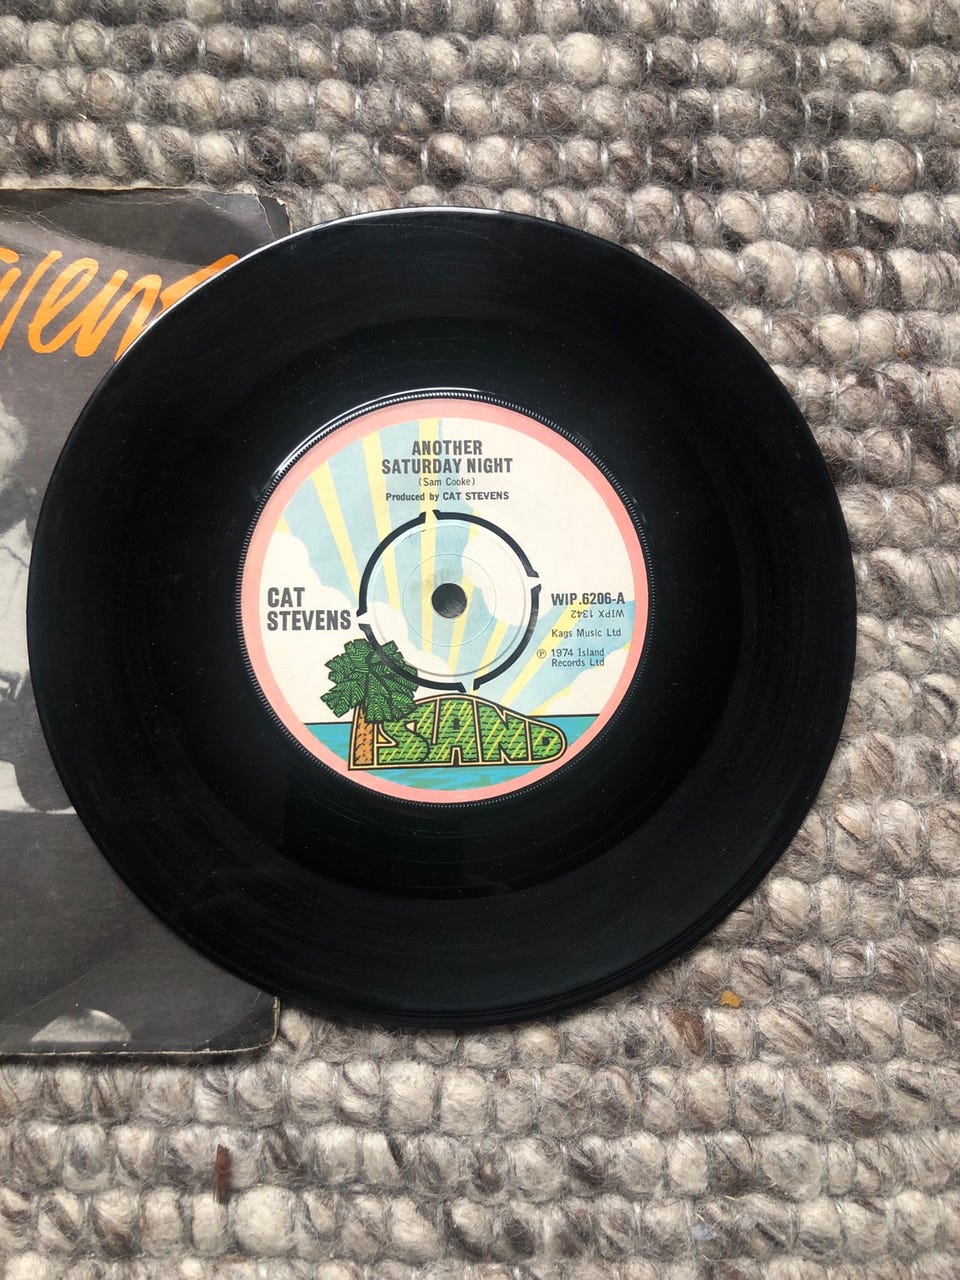 ANOTHER
SATURDAY NIGHT
(Sam Cooke)
Produced by CAT STEVENS
CAT
STEVENS
WIP.6206-A
WIPX 1342
Kags Music Ltd
℗ 1974 Island
Records Ltd
ISLAND